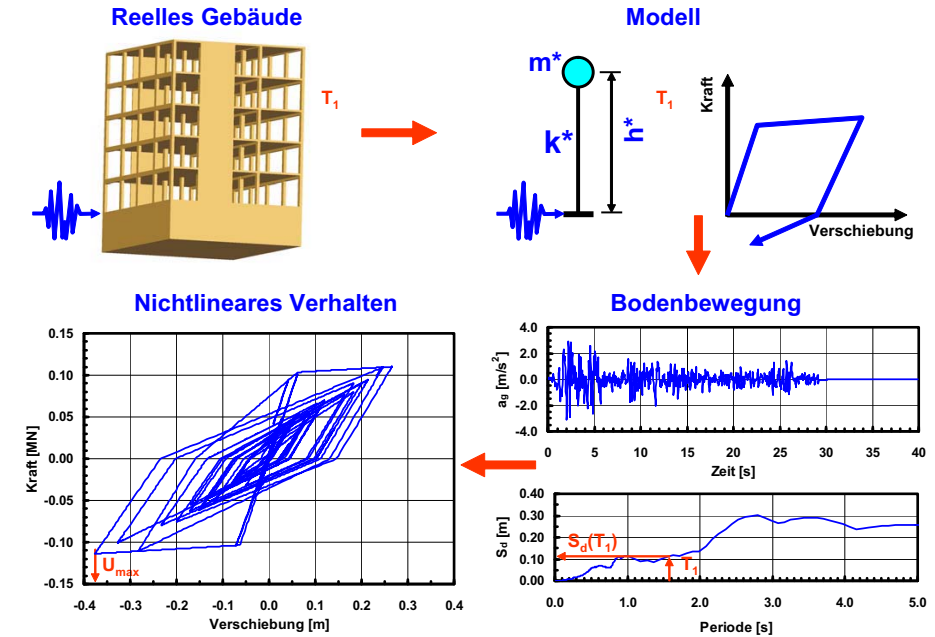 Reelles Gebäude
Modell
T1
m*
k*
h*
T1
Kraft
Verschiebung
Nichtlineares Verhalten
Bodenbewegung
Kraft [MN]
0.15
0.10
0.05
0.00
-0.05
-0.10
-0.15
Umax
-0.4 -0.3 -0.2 -0.1 0.0 0.1 0.2 0.3 0.4
Verschiebung [m]
ag [m/s2]
4.0
2.0
0.0
-2.0
-4.0
0 5 10 15 20 25 30 35 40
Zeit [s]
Sd [m]
0.40
0.30
0.20
0.10
0.00
Sd(T1)
T1
0.0 1.0 2.0 3.0 4.0 5.0
Periode [s]